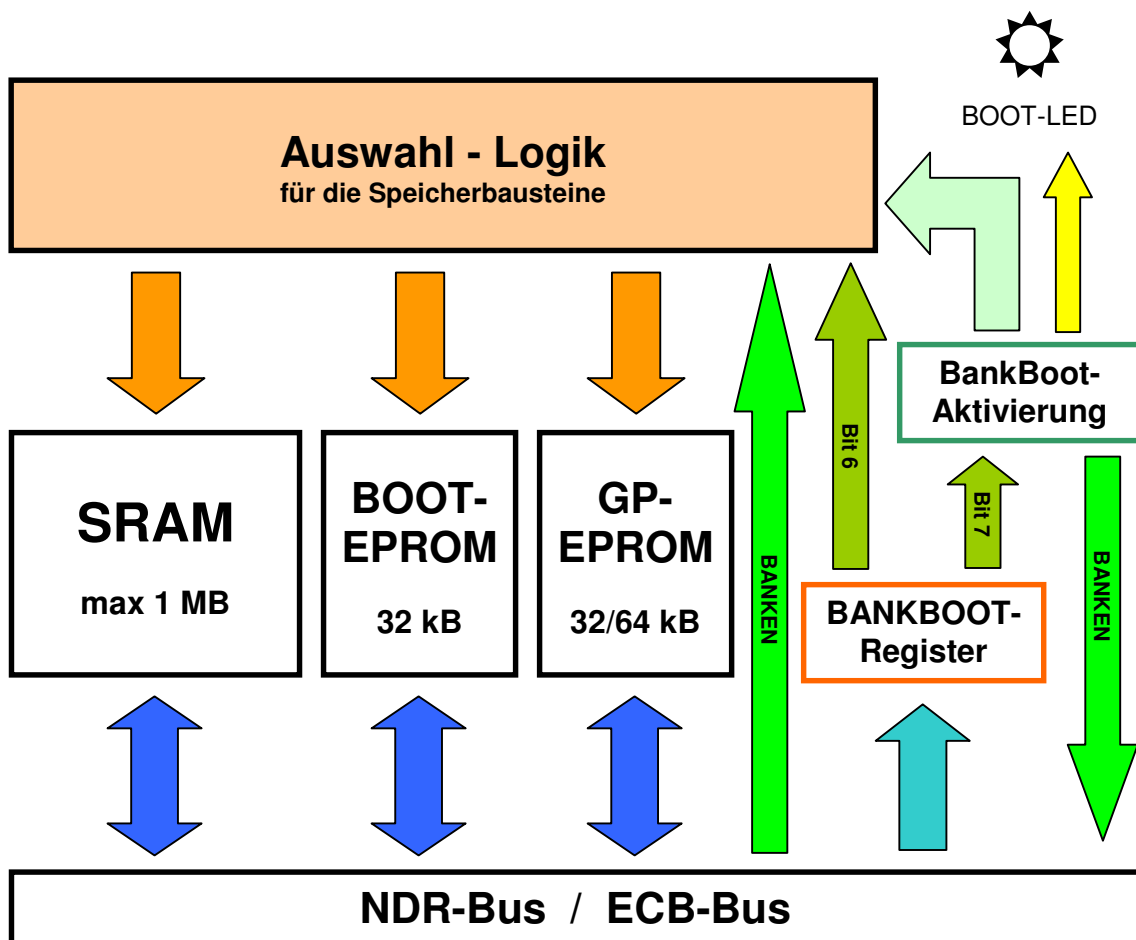 BOOT-LED
Auswahl - Logik
für die Speicherbausteine
BankBoot-
Aktivierung
SRAM
max 1 MB
BOOT-
EPROM
32 kB
GP-
EPROM
32/64 kB
BANKEN
Bit 6
Bit 7
BANKBOOT-
Register
BANKEN
NDR-Bus / ECB-Bus